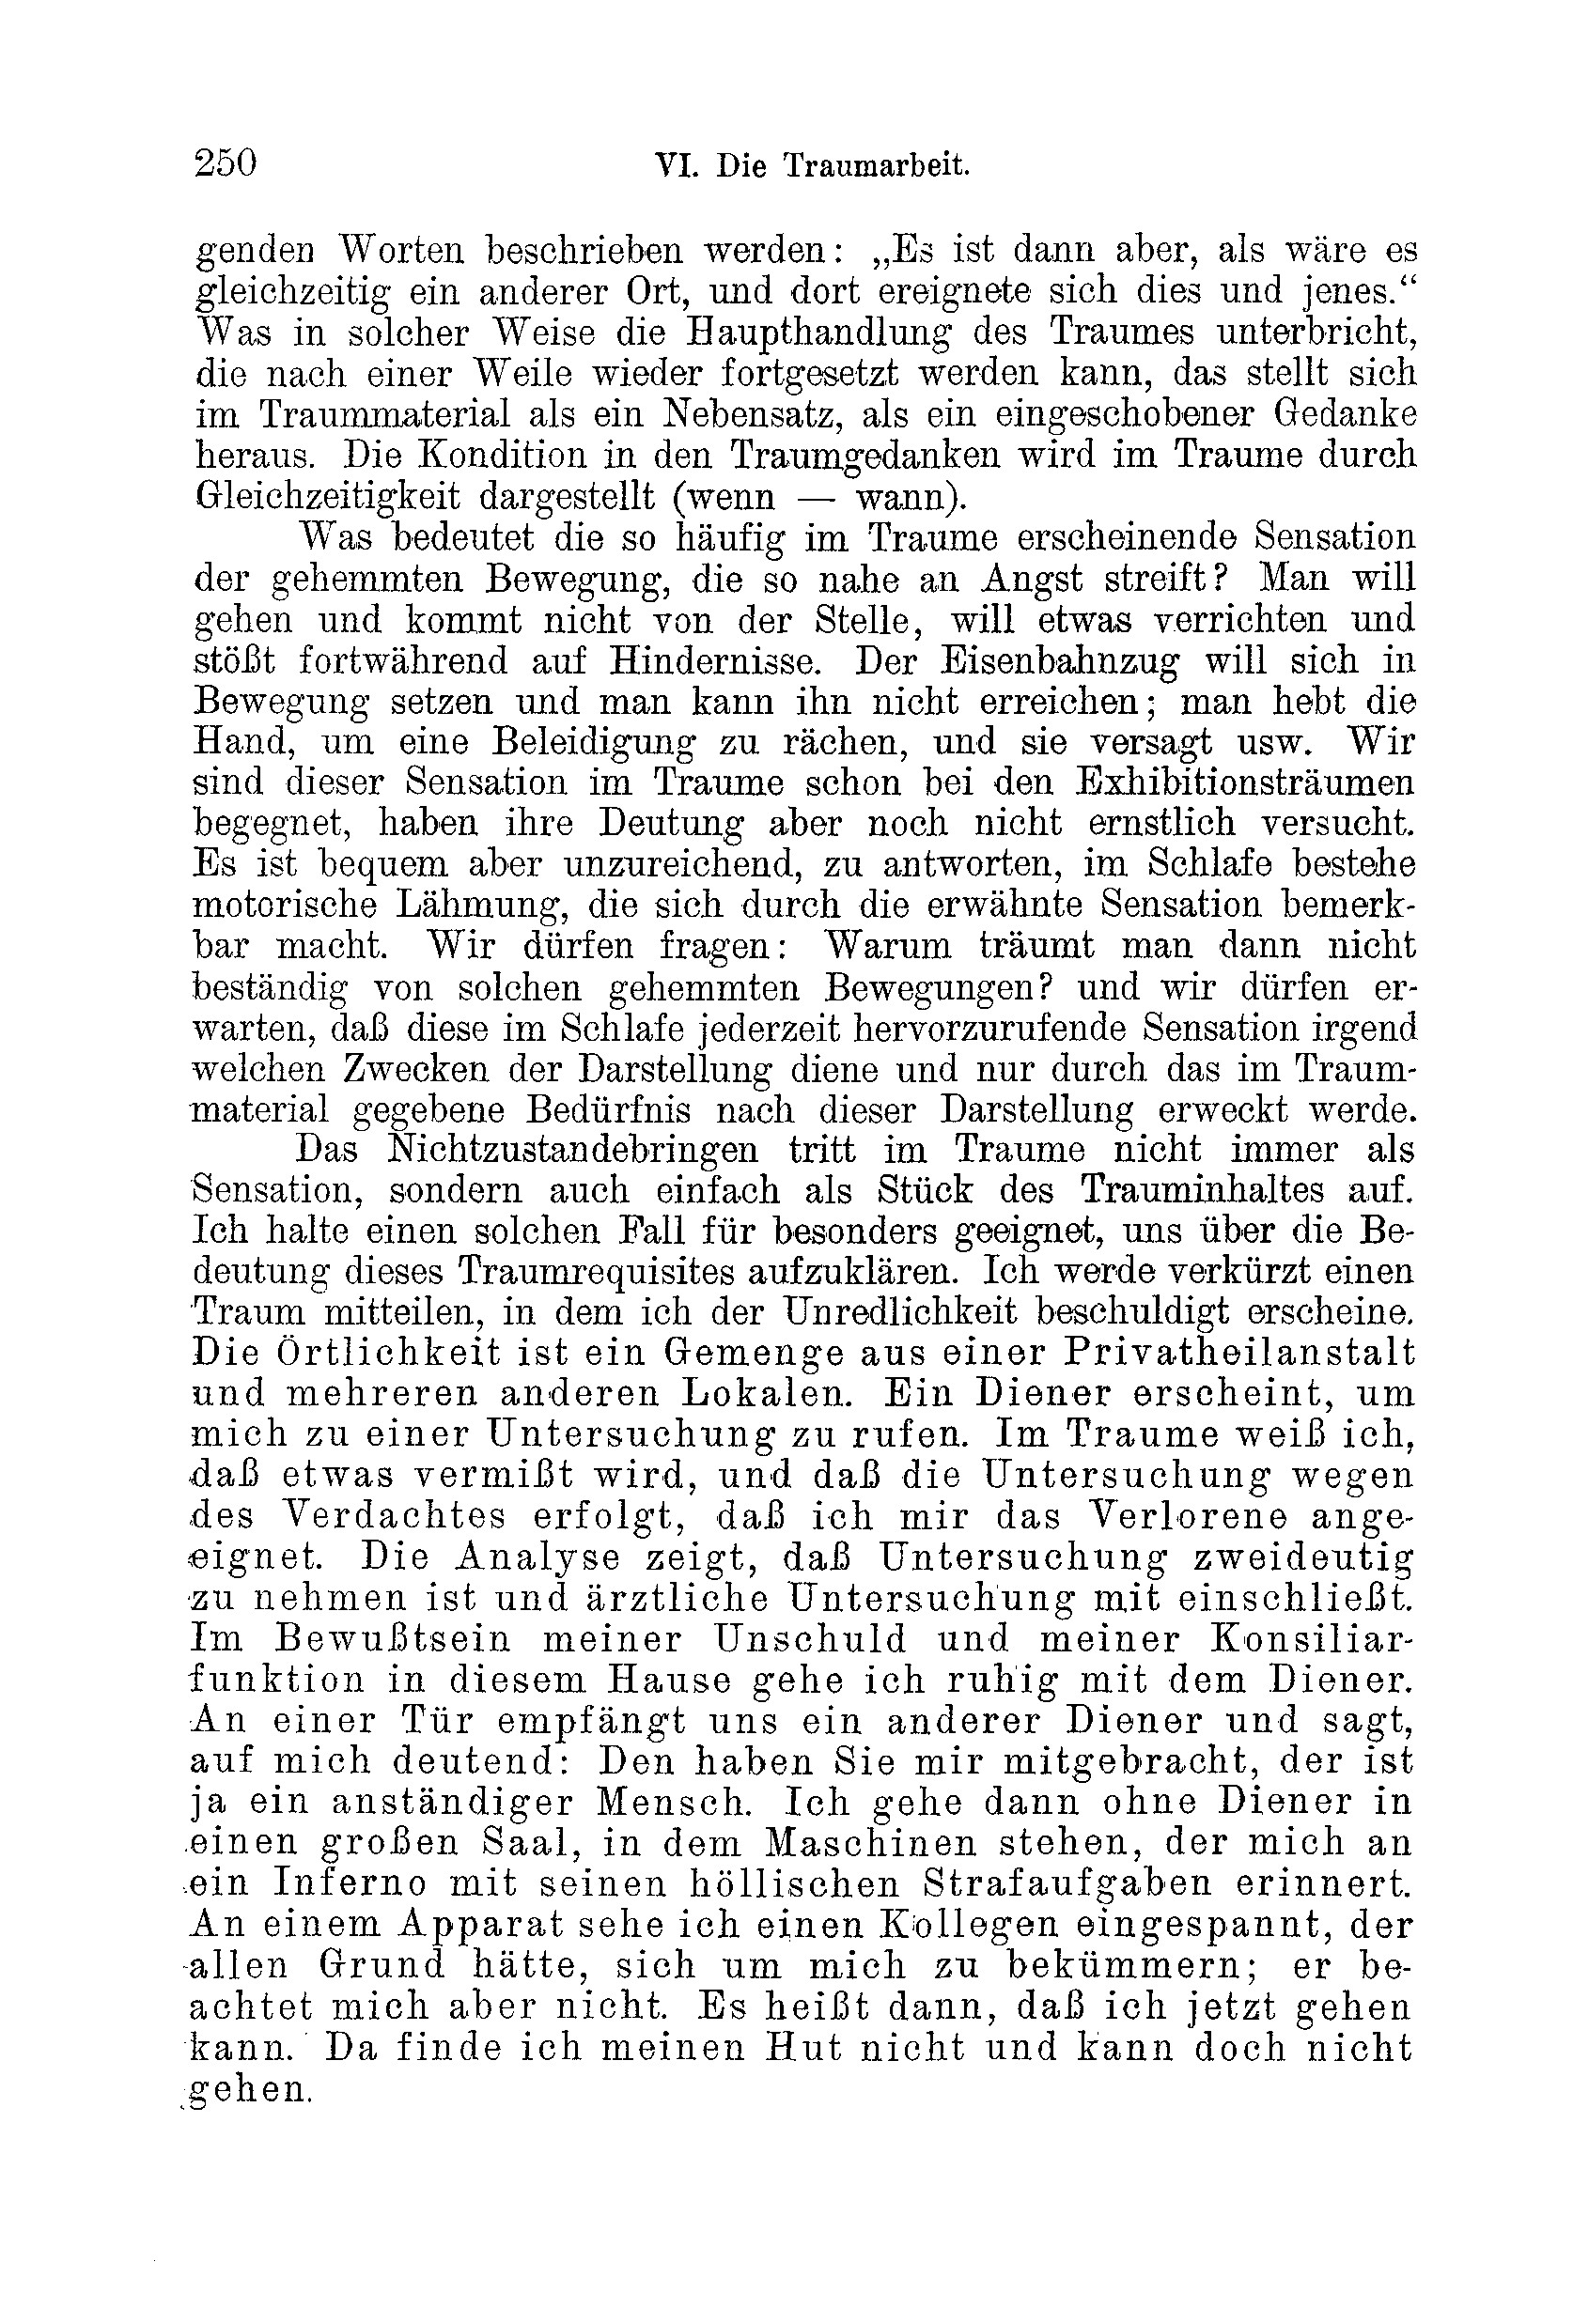 250 VI. Die Traumarbeit.
genden Worten beschrieben werden: „Es ist dann aber, als wäre es
gleichzeitig ein anderer Ort, und dort ereignete sich dies und jenes.“
Was in solcher Weise die Haupthandlung des Traumes unterbricht,
die nach einer Weile wieder fortgesetzt werden kann, das stellt sich
im Traummaterial als ein Nebensatz, als ein eingeschobener Gedanke
heraus. Die Kondition in den Traumgedanken wird im Traume durch
Gleichzeitigkeit dargestellt (wenn — wann).
Was bedeutet die so häufig im Traume erscheinende Sensation
der gehemmten Bewegung, die so nahe an Angst streift? Man will
gehen und kommt nicht von der Stelle, will etwas verrichten und
stößt fortwährend auf Hindernisse. Der Eisenbahnzug will sich in
Bewegung setzen und man kann ihn nicht erreichen; man hebt die
Hand, um eine Beleidigung zu rächen, und sie versagt usw. Wir
sind dieser Sensation im Traume schon bei den Exhibitionsträumen
begegnet, haben ihre Deutung aber noch nicht ernstlich versucht.
Es ist bequem aber unzureichend, zu antworten, im Schlafe bestehe
motorische Lähmung, die sich durch die erwähnte Sensation bemerk-
bar macht. Wir dürfen fragen: Warum träumt man dann nicht
beständig von solchen gehemmten Bewegungen? und wir dürfen er-
warten, daß diese im Schlafe jederzeit hervorzurufende Sensation irgend
welchen Zwecken der Darstellung diene und nur durch das im Traum-
material gegebene Bedürfnis nach dieser Darstellung erweckt werde.
Das Nichtzustandebringen tritt im Traume nicht immer als
Sensation, sondern auch einfach als Stück des Trauminhaltes auf.
Ich halte einen solchen Fall für besonders geeignet, uns über die Be-
deutung dieses Traumrequisites aufzuklären. Ich werde verkürzt einen
Traum mitteilen, in dem ich der Unredlichkeit beschuldigt erscheine.
Die Örtlichkeit ist ein Gemenge aus einer Privatheilanstalt
und mehreren anderen Lokalen. Ein Diener erscheint, um
mich zu einer Untersuchung zu rufen. Im Traume weiß ich,
daß etwas vermißt wird, und daß die Untersuchung wegen
des Verdachtes erfolgt, daß ich mir das Verlorene ange-
eignet. Die Analyse zeigt, daß Untersuchung zweideutig
zu nehmen ist und ärztliche Untersuchung mit einschließt.
Im Bewußtsein meiner Unschuld und meiner Konsiliar-
funktion in diesem Hause gehe ich ruhig mit dem Diener.
An einer Tür empfängt uns ein anderer Diener und sagt,
auf mich deutend: Den haben Sie mir mitgebracht, der ist
ja ein anständiger Mensch. Ich gehe dann ohne Diener in
einen großen Saal, in dem Maschinen stehen, der mich an
ein Inferno mit seinen höllischen Strafaufgaben erinnert.
An einem Apparat sehe ich einen Kollegen eingespannt, der
allen Grund hätte, sich um mich zu bekümmern; er be-
achtet mich aber nicht. Es heißt dann, daß ich jetzt gehen
kann. Da finde ich meinen Hut nicht und kann doch nicht
gehen.